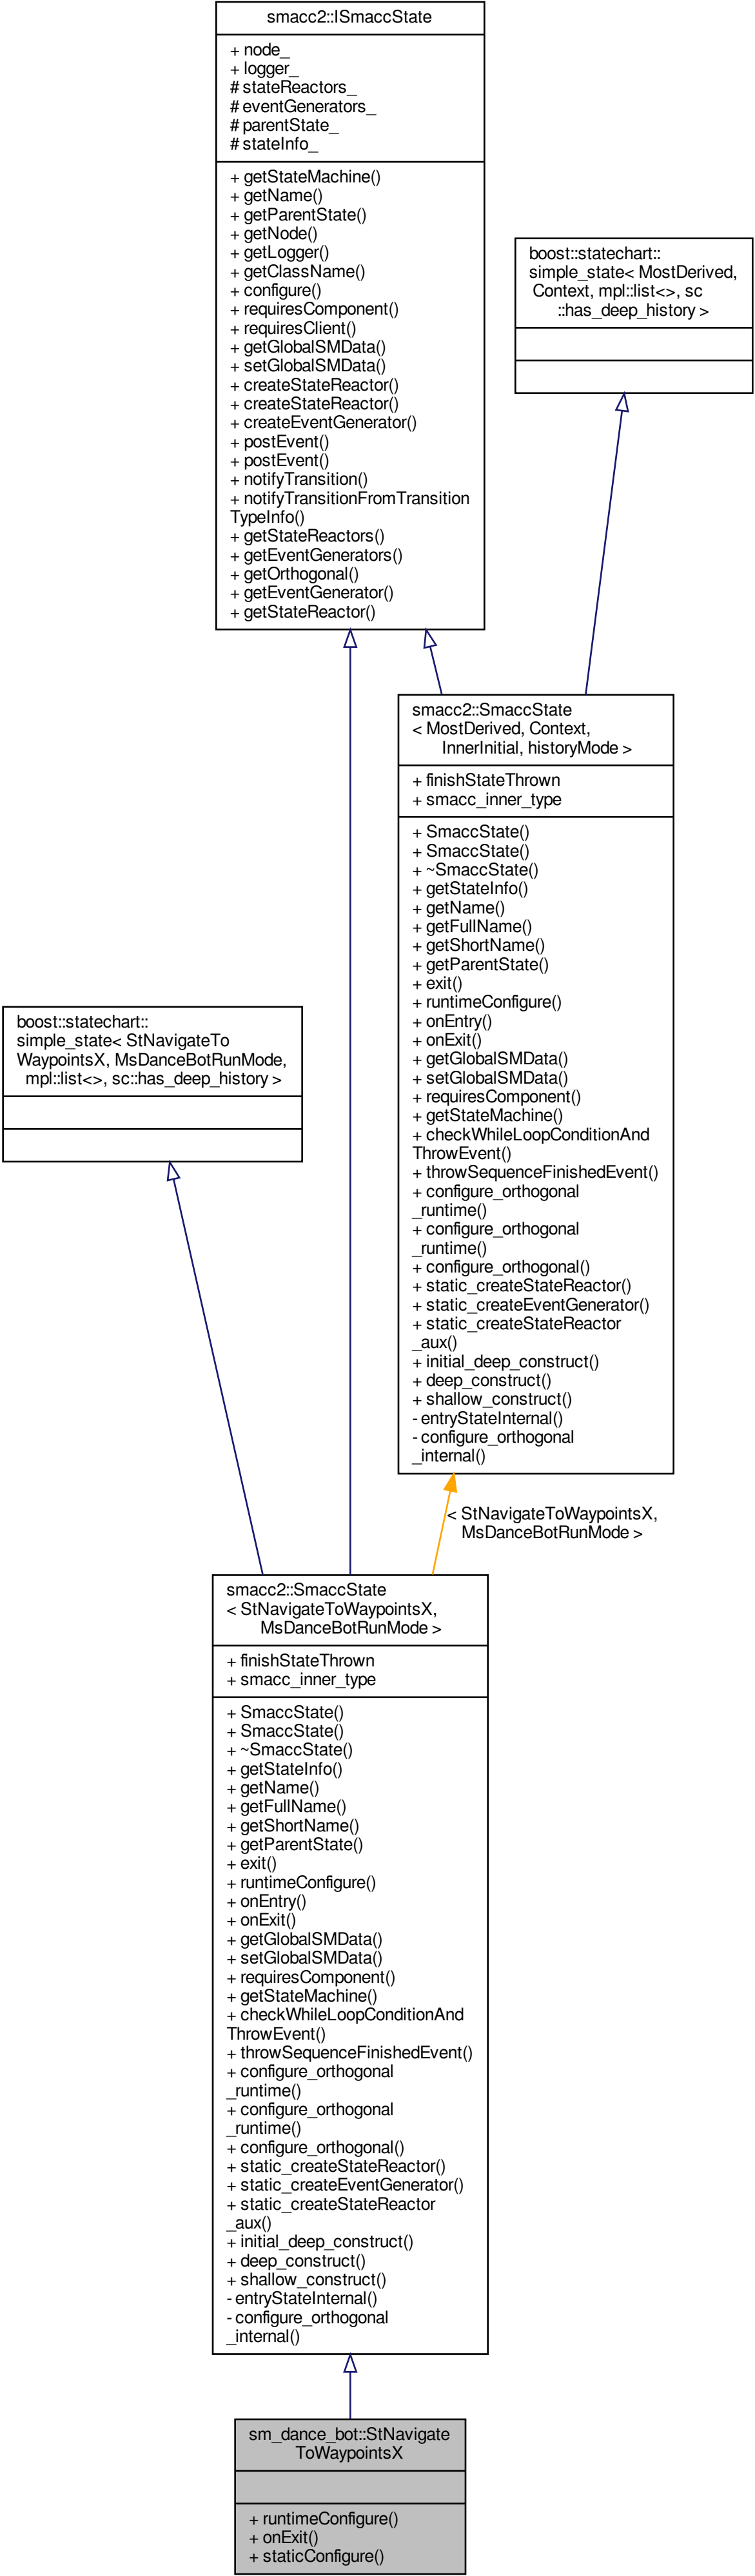 smacc2::ISmaccState
+ node_
+ logger_
# stateReactors_
# eventGenerators_
# parentState_
# stateInfo_
+ getStateMachine()
+ getName()
+ getParentState()
+ getNode()
+ getLogger()
+ getClassName()
+ configure()
+ requiresComponent()
+ requiresClient()
+ getGlobalSMData()
+ setGlobalSMData()
+ createStateReactor()
+ createStateReactor()
+ createEventGenerator()
+ postEvent()
+ postEvent()
+ notifyTransition()
+ notifyTransitionFromTransition
TypeInfo()
+ getStateReactors()
+ getEventGenerators()
+ getOrthogonal()
+ getEventGenerator()
+ getStateReactor()
boost::statechart::
simple_state< MostDerived,
Context, mpl::list<>, sc
::has_deep_history >
smacc2::SmaccState
< MostDerived, Context,
InnerInitial, historyMode >
+ finishStateThrown
+ smacc_inner_type
+ SmaccState()
+ SmaccState()
+ ~SmaccState()
+ getStateInfo()
+ getName()
+ getFullName()
+ getShortName()
+ getParentState()
+ exit()
+ runtimeConfigure()
+ onEntry()
+ onExit()
+ getGlobalSMData()
+ setGlobalSMData()
+ requiresComponent()
+ getStateMachine()
+ checkWhileLoopConditionAnd
ThrowEvent()
+ throwSequenceFinishedEvent()
+ configure_orthogonal
_runtime()
+ configure_orthogonal
_runtime()
+ configure_orthogonal()
+ static_createStateReactor()
+ static_createEventGenerator()
+ static_createStateReactor
_aux()
+ initial_deep_construct()
+ deep_construct()
+ shallow_construct()
- entryStateInternal()
- configure_orthogonal
_internal()
boost::statechart::
simple_state< StNavigateTo
WaypointsX, MsDanceBotRunMode,
mpl::list<>, sc::has_deep_history >
< StNavigateToWaypointsX,
MsDanceBotRunMode >
smacc2::SmaccState
< StNavigateToWaypointsX,
MsDanceBotRunMode >
+ finishStateThrown
+ smacc_inner_type
+ SmaccState()
+ SmaccState()
+ ~SmaccState()
+ getStateInfo()
+ getName()
+ getFullName()
+ getShortName()
+ getParentState()
+ exit()
+ runtimeConfigure()
+ onEntry()
+ onExit()
+ getGlobalSMData()
+ setGlobalSMData()
+ requiresComponent()
+ getStateMachine()
+ checkWhileLoopConditionAnd
ThrowEvent()
+ throwSequenceFinishedEvent()
+ configure_orthogonal
_runtime()
+ configure_orthogonal
_runtime()
+ configure_orthogonal()
+ static_createStateReactor()
+ static_createEventGenerator()
+ static_createStateReactor
_aux()
+ initial_deep_construct()
+ deep_construct()
+ shallow_construct()
- entryStateInternal()
- configure_orthogonal
_internal()
sm_dance_bot::StNavigate
ToWaypointsX
+ runtimeConfigure()
+ onExit()
+ staticConfigure()